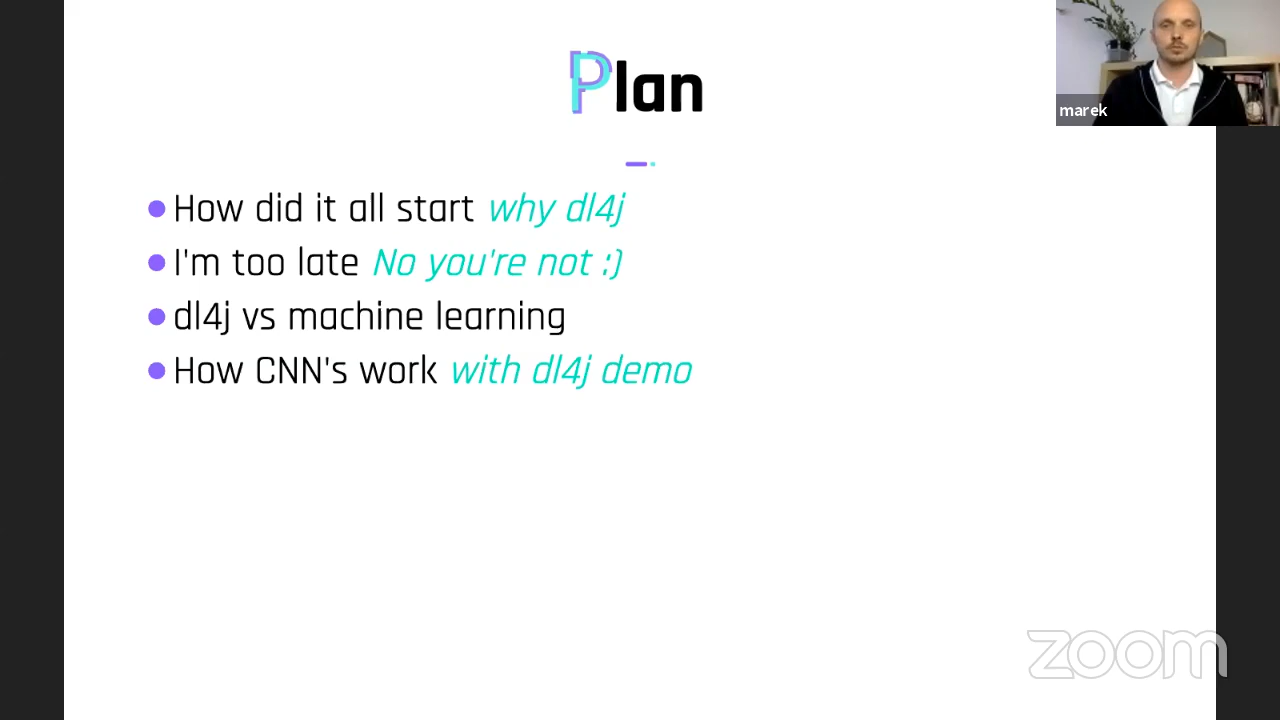 Plan
marek
How did it all start why dl4j
I'm too late No you're not :)
dl4j vs machine learning
How CNN's work with dl4j demo
zoom